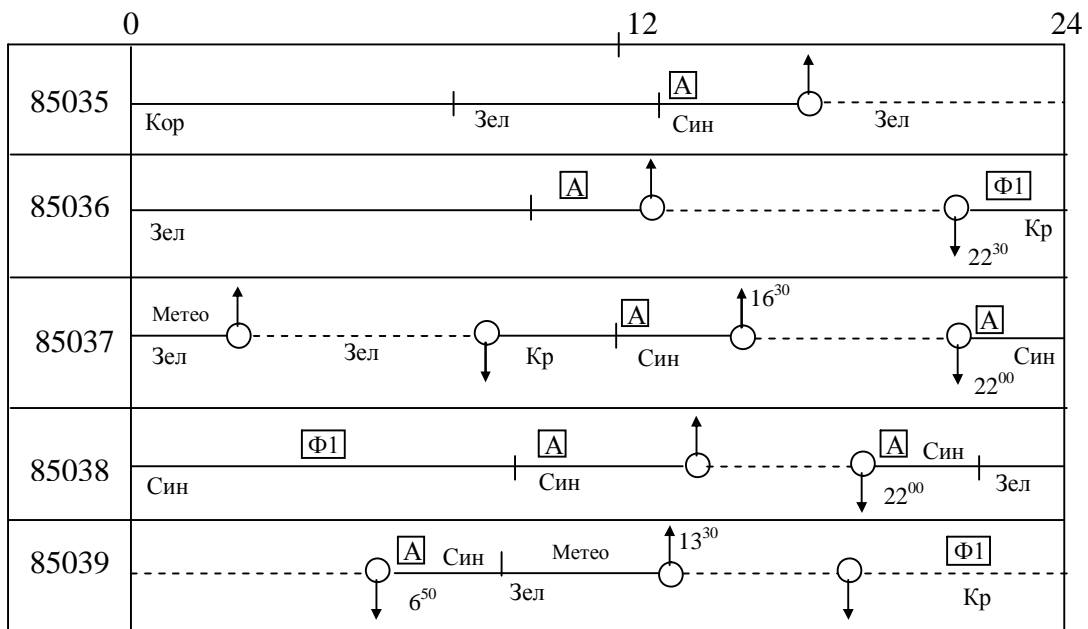 0 12 24
85035 Кор Зел А Син Зел
85036 Зел А 22³⁰ Ф1 Кр
85037 Метео Зел Зел Кр А Син 16³⁰ 22⁰⁰ А Син
85038 Син Ф1 А Син 22⁰⁰ А Син Зел
85039 6⁵⁰ А Син Зел Метео 13³⁰ Ф1 Кр